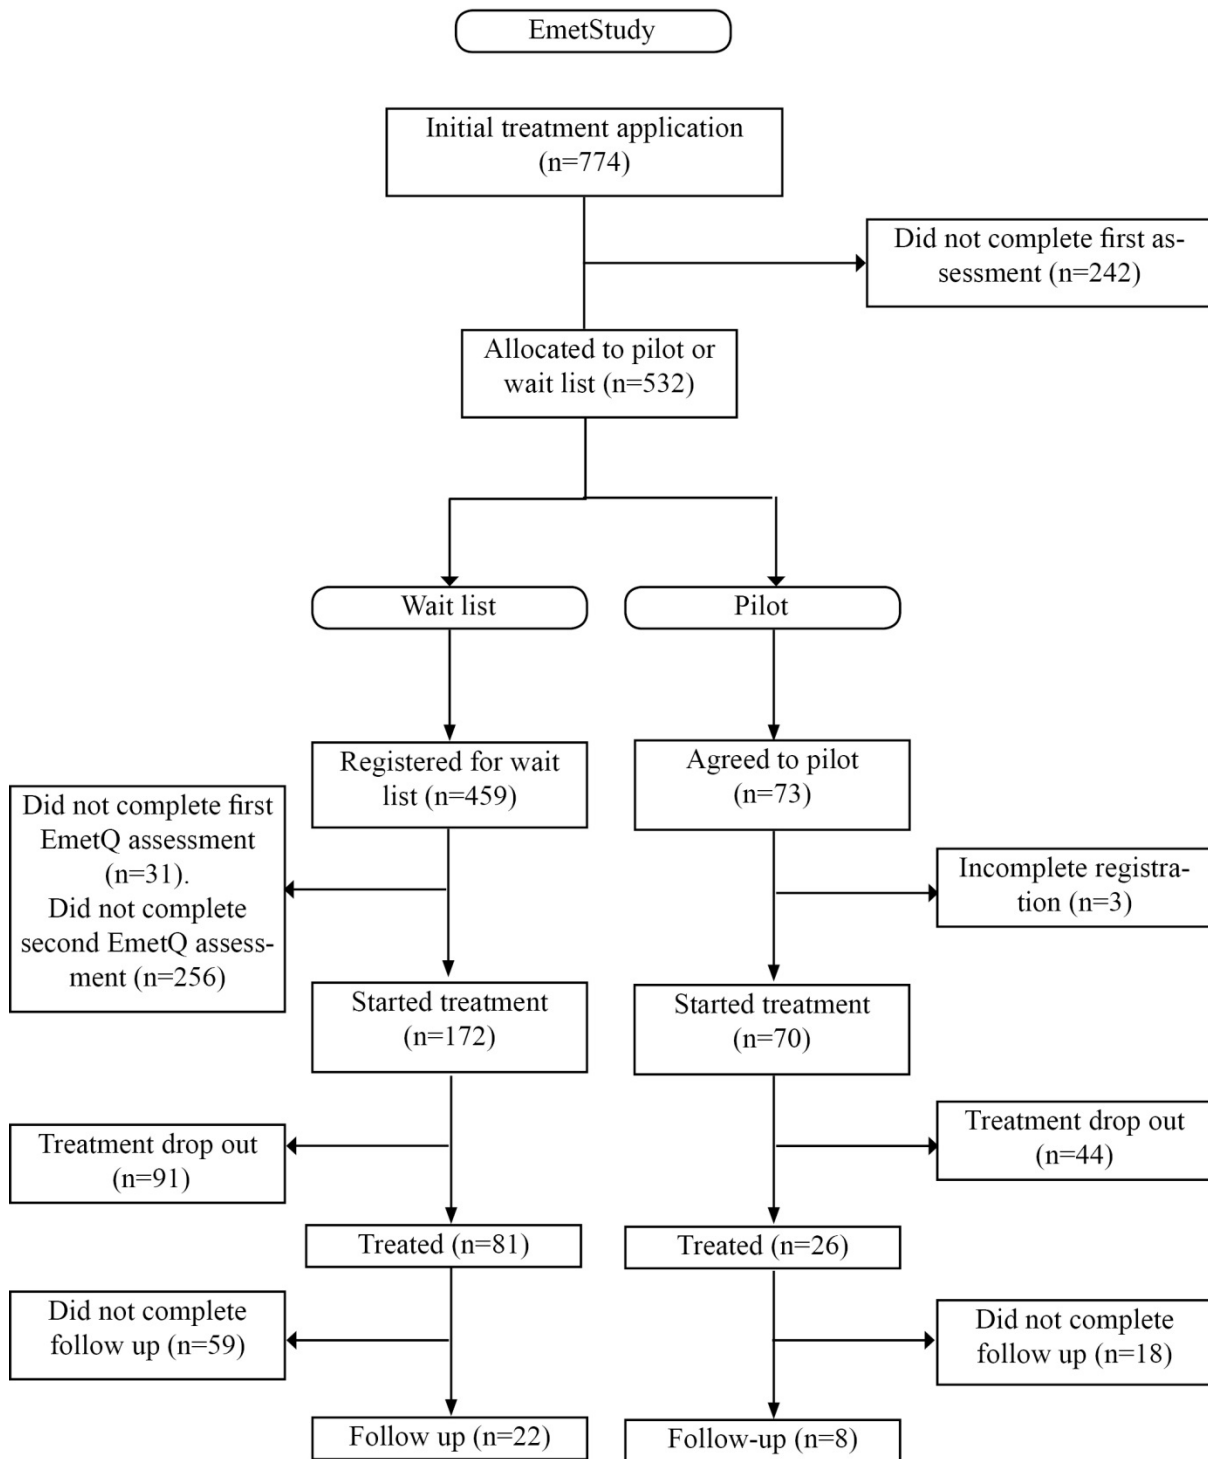 EmetStudy
Initial treatment application
(n=774)
Did not complete first as-
sessment (n=242)
Allocated to pilot or
wait list (n=532)
Wait list
Pilot
Registered for wait
list (n=459)
Agreed to pilot
(n=73)
Did not complete first
EmetQ assessment
(n=31).
Did not complete
second EmetQ assess-
ment (n=256)
Incomplete registra-
tion (n=3)
Started treatment
(n=172)
Started treatment
(n=70)
Treatment drop out
(n=91)
Treatment drop out
(n=44)
Treated (n=81)
Treated (n=26)
Did not complete
follow up (n=59)
Did not complete
follow up (n=18)
Follow up (n=22)
Follow-up (n=8)